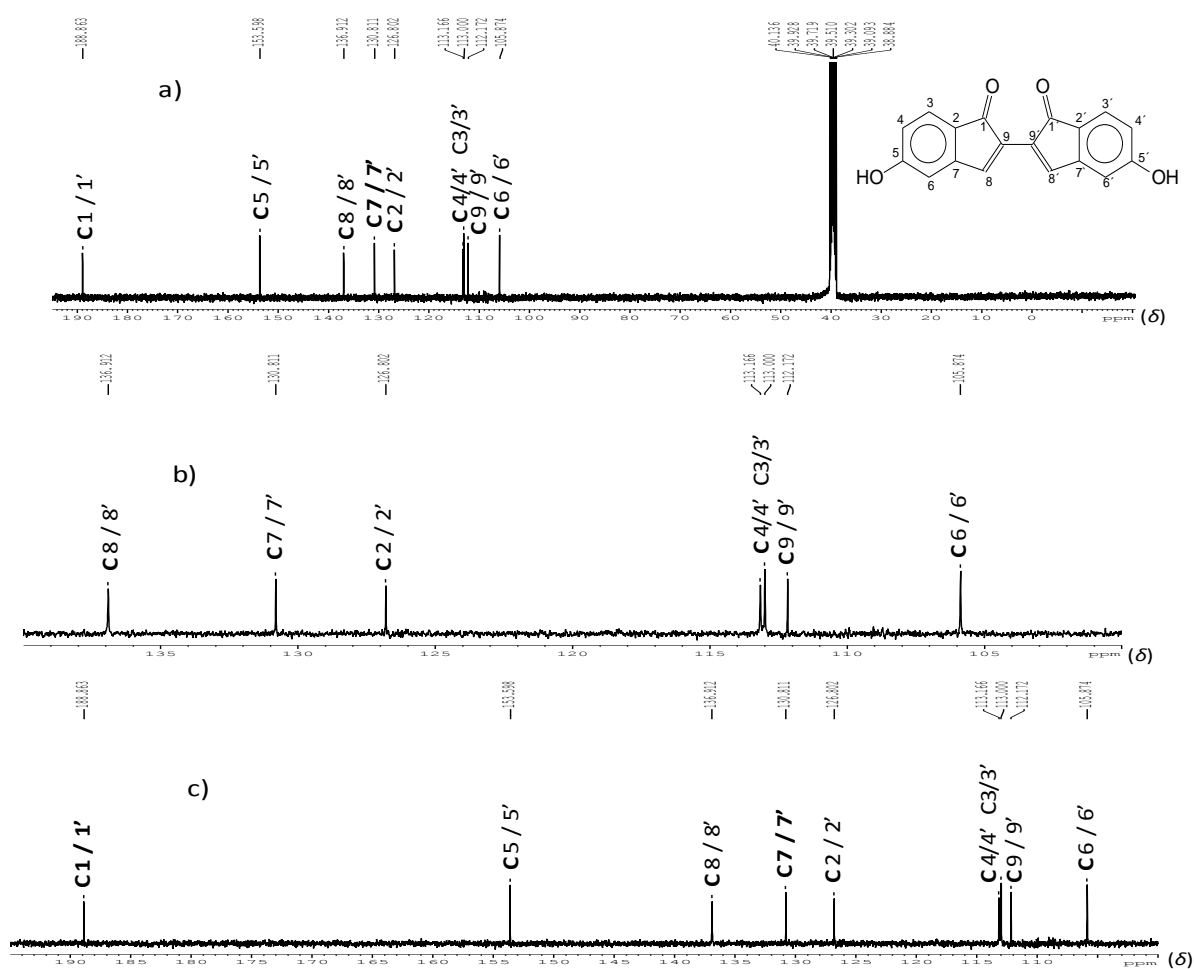 188.863 153.598 136.912 130.811 126.802 113.166 113.000 112.172 105.874 40.136 39.928 39.719 39.510 39.302 39.093 38.884
a)
C1 / 1' C5 / 5' C8 / 8' C7 / 7' C2 / 2' C4/4' C3/3' C9 / 9' C6 / 6'
O O
3 2 1 9 9´ 1´ 2´ 3´
4 4´
5 6 7 8 8´ 7´ 6´ 5´
HO OH
190 180 170 160 150 140 130 120 110 100 90 80 70 60 50 40 30 20 10 0 ppm (δ)
136.912 130.811 126.802 113.166 113.000 112.172 105.874
b)
C8 / 8' C7 / 7' C2 / 2' C4/4' C3/3' C9 / 9' C6 / 6'
135 130 125 120 115 110 105 ppm (δ)
188.863 153.598 136.912 130.811 126.802 113.166 113.000 112.172 105.874
c)
C1 / 1' C5 / 5' C8 / 8' C7 / 7' C2 / 2' C4/4' C3/3' C9 / 9' C6 / 6'
190 185 180 175 170 165 160 155 150 145 140 135 130 125 120 115 110 ppm (δ)